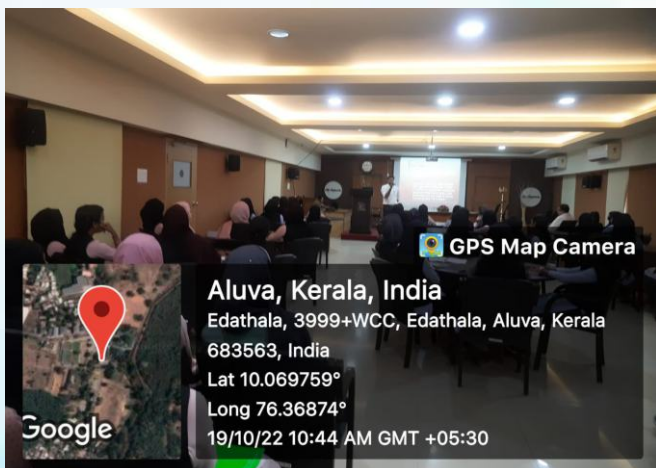 GPS Map Camera
Aluva, Kerala, India
Edathala, 3999+WCC, Edathala, Aluva, Kerala
683563, India
Lat 10.069759°
Long 76.36874°
19/10/22 10:44 AM GMT +05:30
Google